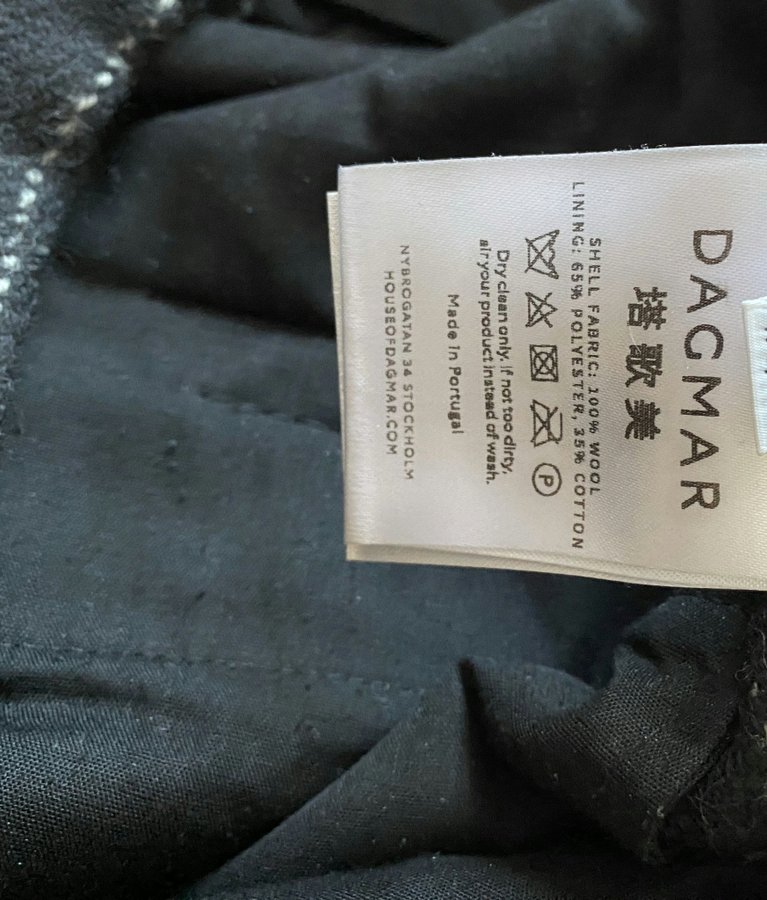 DAGMAR
塔歌美
SHELL FABRIC: 100% WOOL
LINING: 65% POLYESTER, 35% COTTON
P
Dry clean only. If not too dirty,
air your product instead of wash.
Made in Portugal
NYBROGATAN 34 STOCKHOLM
HOUSEOFDAGMAR.COM